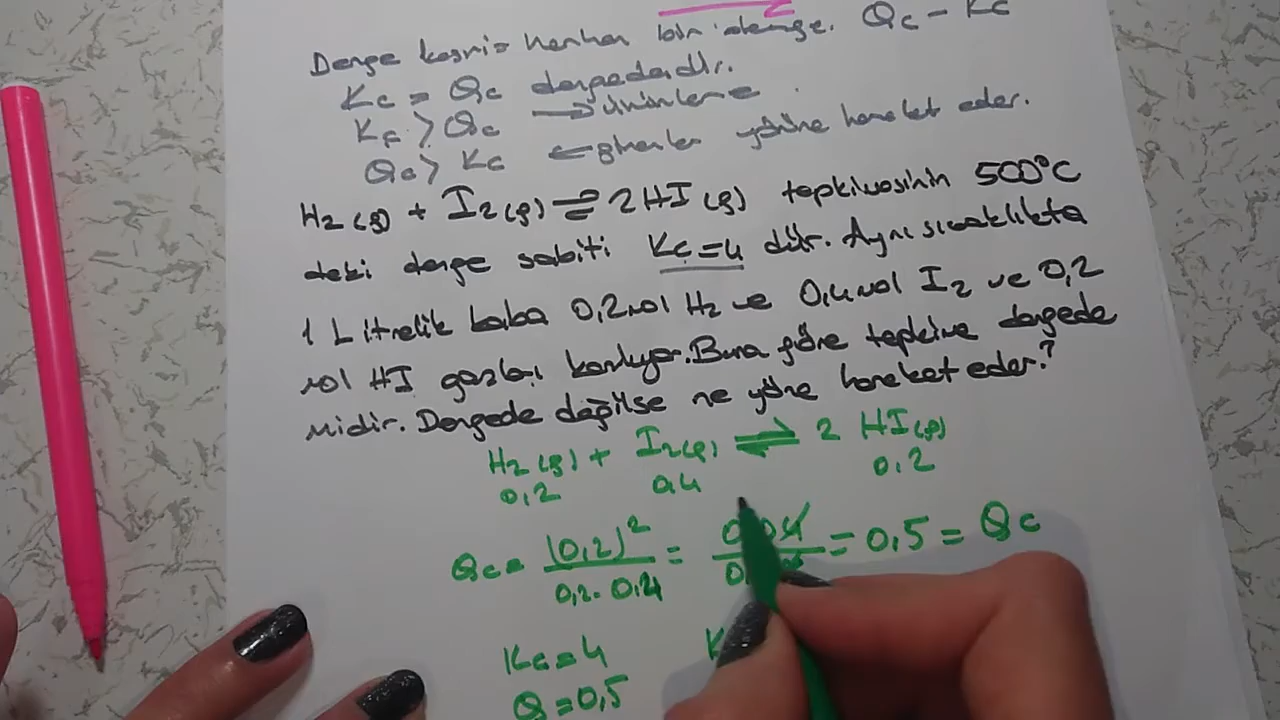 Denge kesri = herhangi bir denge. Qc - Kc
Kc = Qc dengededir.
Kc > Qc → ürünlere
Qc > Kc ← girenler yönüne hareket eder.
H2(g) + I2(g) ⇌ 2HI(g) tepkimesinin 500°C
deki denge sabiti Kc=4 dür. Aynı sıcaklıkta
1 Litrelik kaba 0,2mol H2 ve 0,4mol I2 ve 0,2
mol HI gazları konuyor. Buna göre tepkime dengede
midir. Dengede değilse ne yöne hareket eder?
H2(g) + I2(g) ⇌ 2 HI(g)
0,2 0,4 0,2
Qc = (0,2)² / 0,2 . 0,4 = = 0,5 = Qc
Kc = 4 K
Q = 0,5